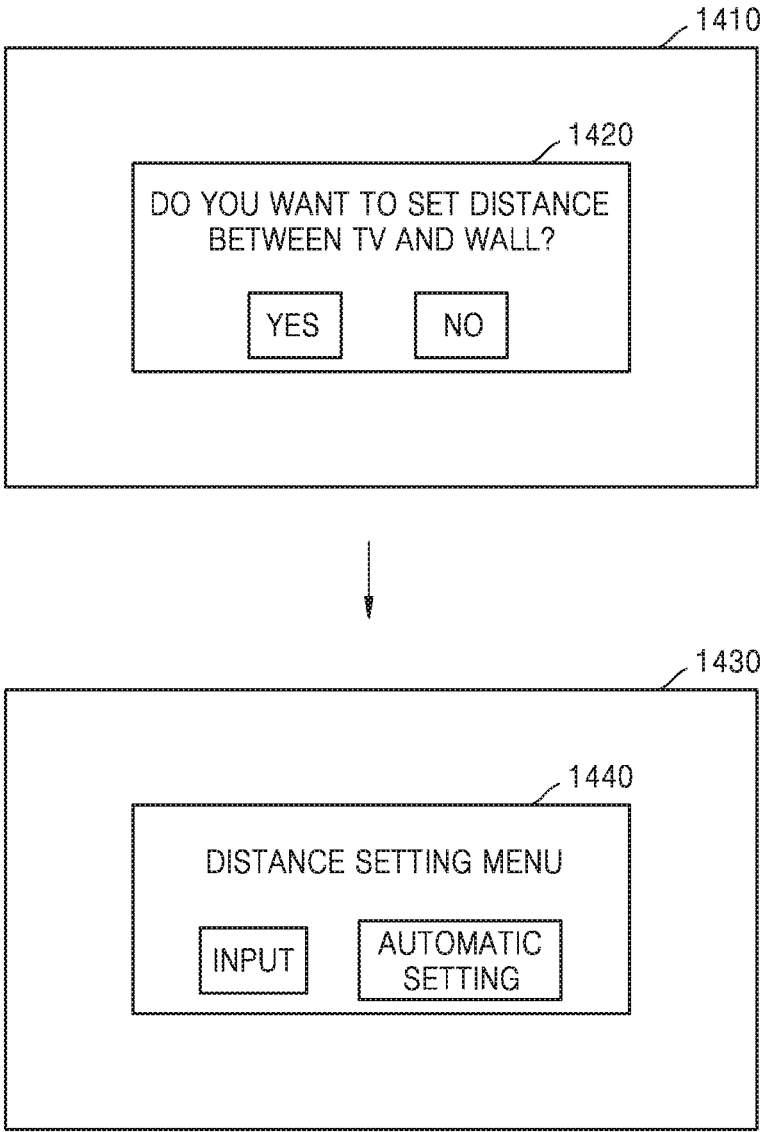 1410
1420
DO YOU WANT TO SET DISTANCE
BETWEEN TV AND WALL?
YES
NO
1430
1440
DISTANCE SETTING MENU
INPUT
AUTOMATIC
SETTING